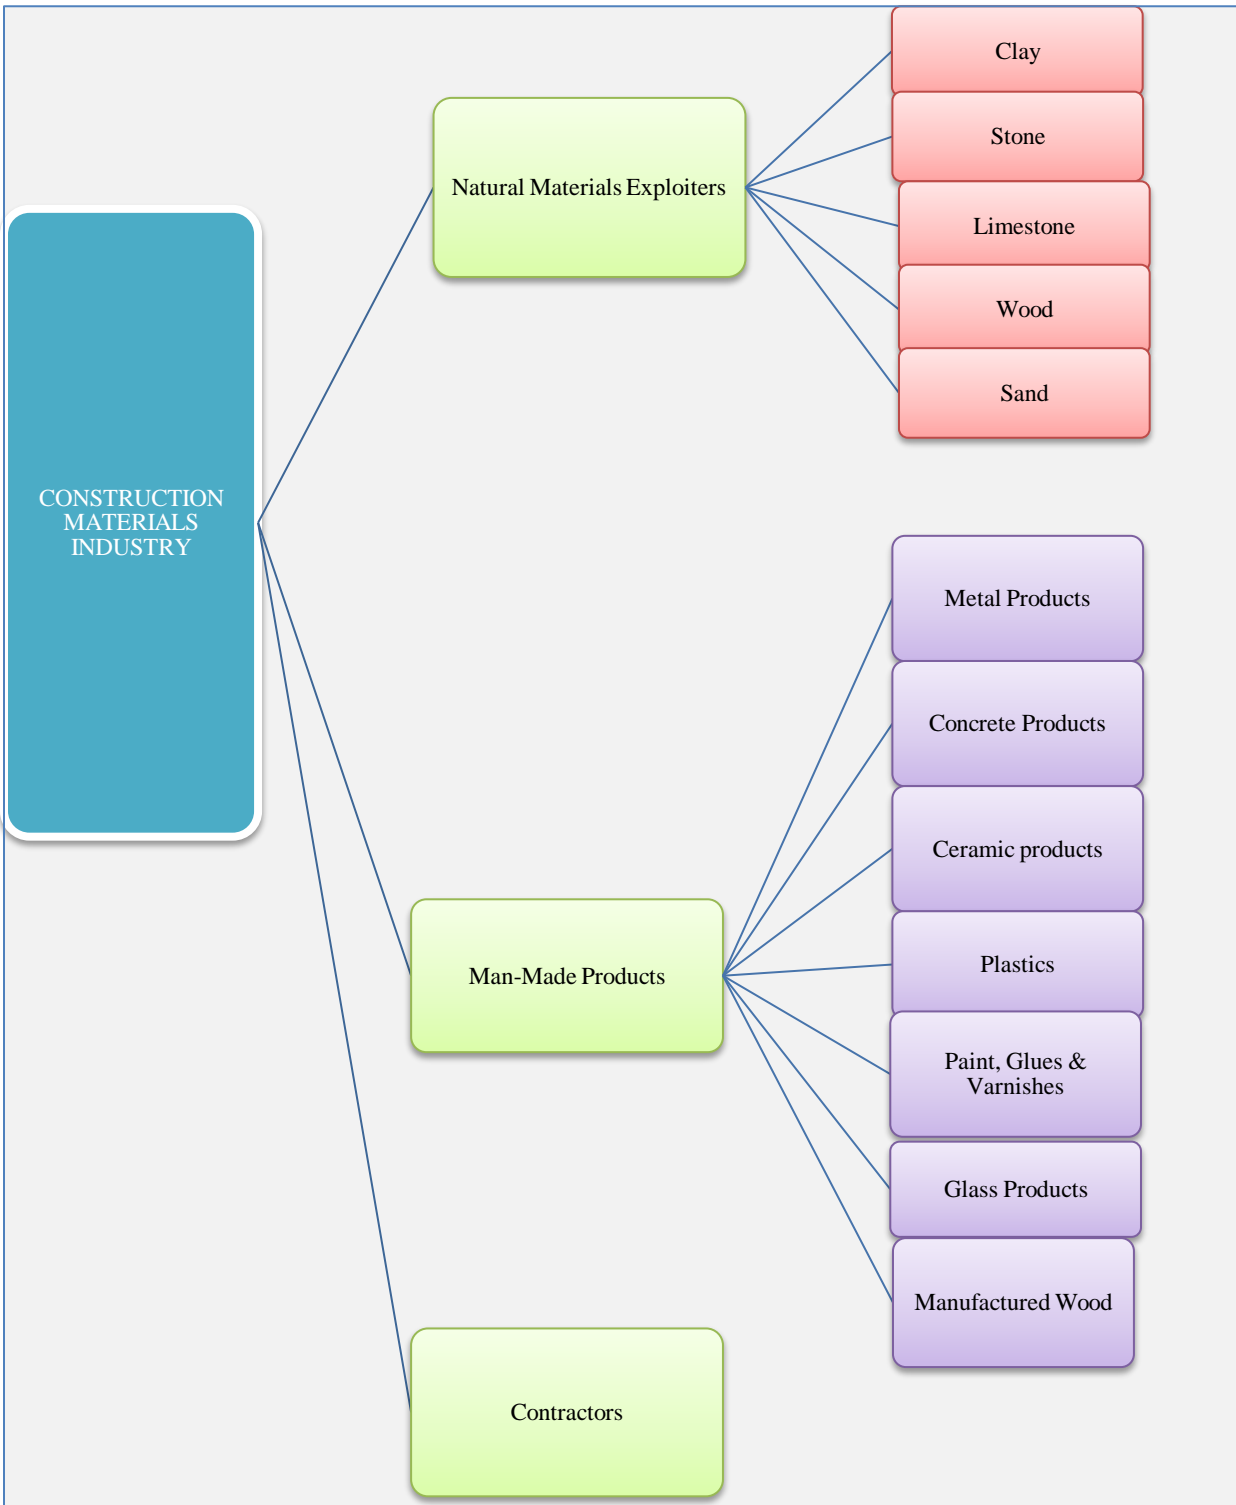 CONSTRUCTION
MATERIALS
INDUSTRY
Natural Materials Exploiters
Clay
Stone
Limestone
Wood
Sand
Man-Made Products
Metal Products
Concrete Products
Ceramic products
Plastics
Paint, Glues &
Varnishes
Glass Products
Manufactured Wood
Contractors